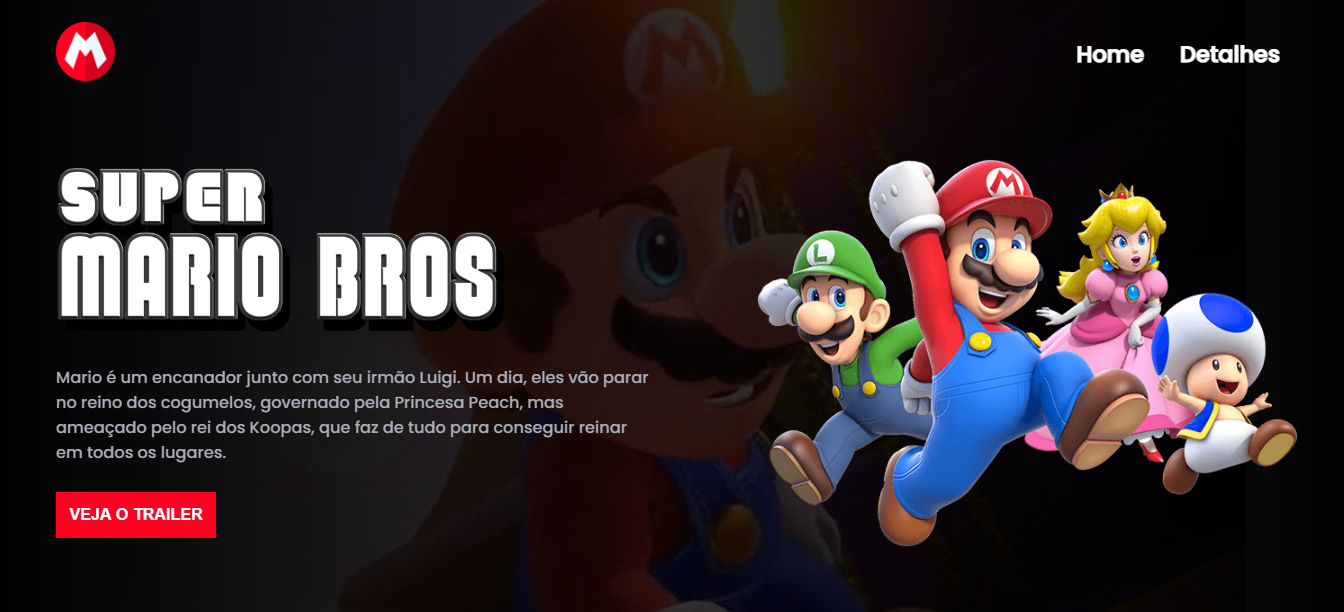 M
Home Detalhes
SUPER
MARIO BROS
Mario é um encanador junto com seu irmão Luigi. Um dia, eles vão parar
no reino dos cogumelos, governado pela Princesa Peach, mas
ameaçado pelo rei dos Koopas, que faz de tudo para conseguir reinar
em todos os lugares.
VEJA O TRAILER
M
L
M